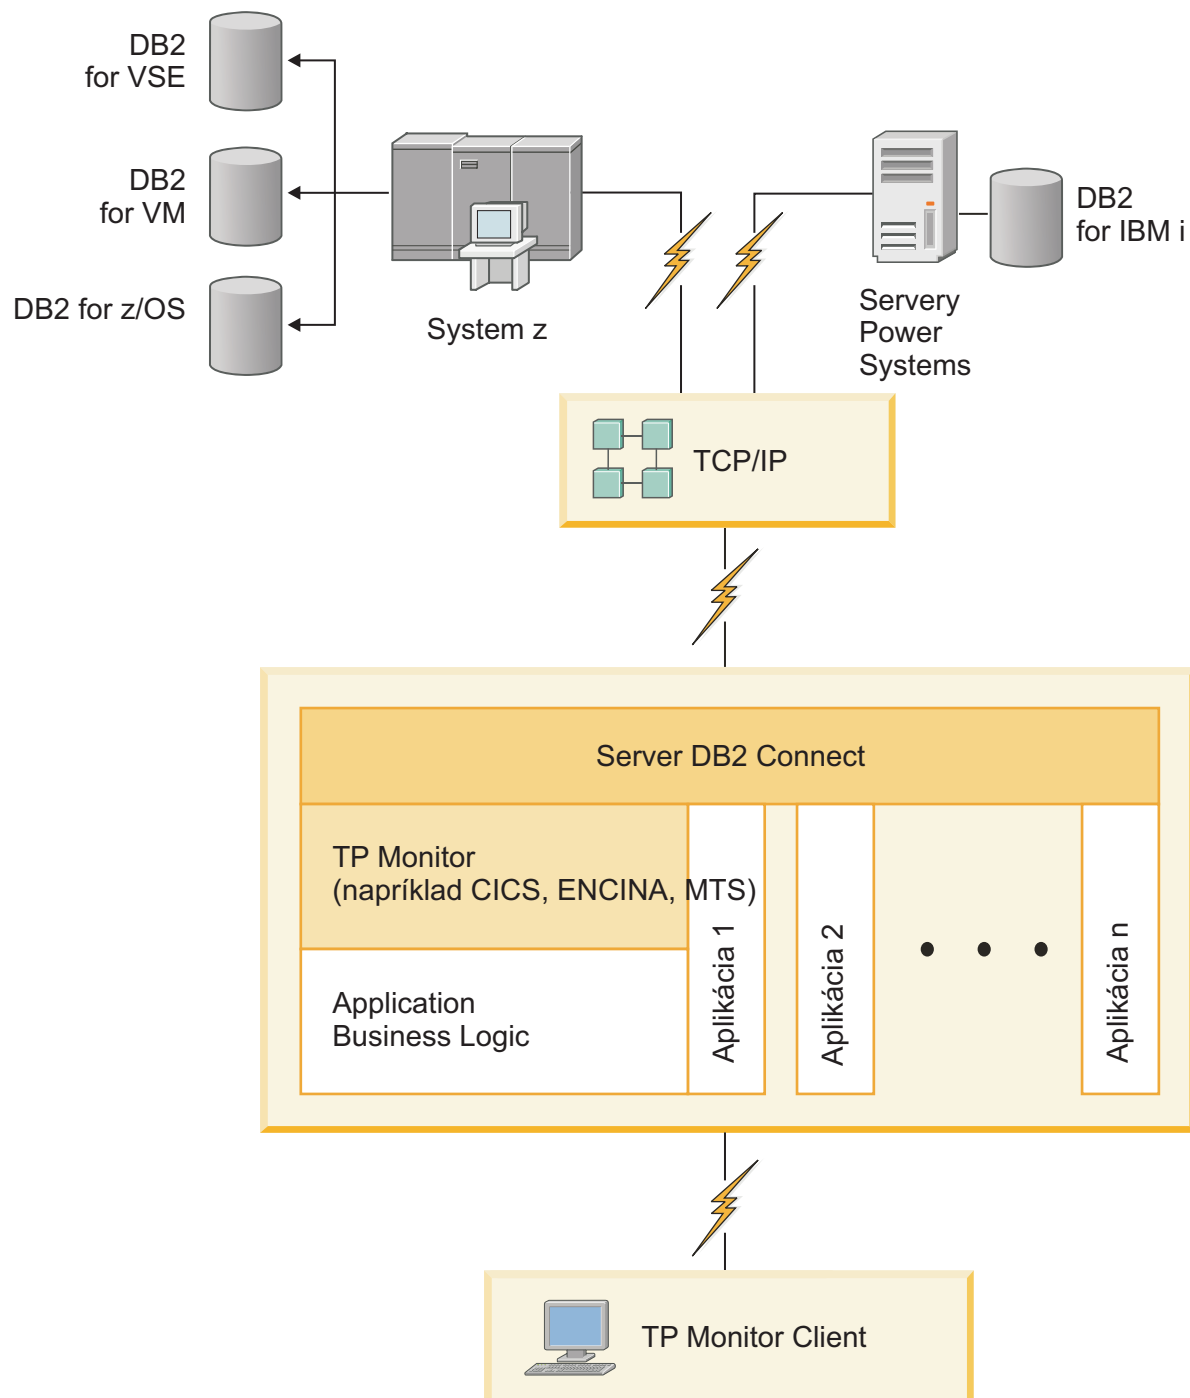 DB2
for VSE
DB2
for VM
DB2 for z/OS
System z
DB2
for IBM i
Servery
Power
Systems
TCP/IP
Server DB2 Connect
TP Monitor
(napríklad CICS, ENCINA, MTS)
Application
Business Logic
Aplikácia 1
Aplikácia 2
Aplikácia n
TP Monitor Client